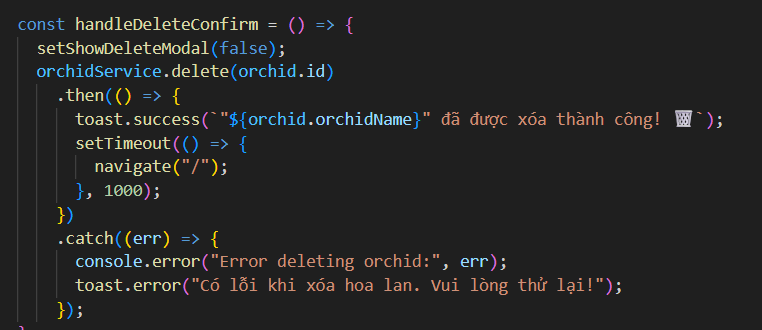 const handleDeleteConfirm = () => {
  setShowDeleteModal(false);
  orchidService.delete(orchid.id)
    .then(() => {
      toast.success(`"${orchid.orchidName}" đã được xóa thành công! 🗑️`);
      setTimeout(() => {
        navigate("/");
      }, 1000);
    })
    .catch((err) => {
      console.error("Error deleting orchid:", err);
      toast.error("Có lỗi khi xóa hoa lan. Vui lòng thử lại!");
    });